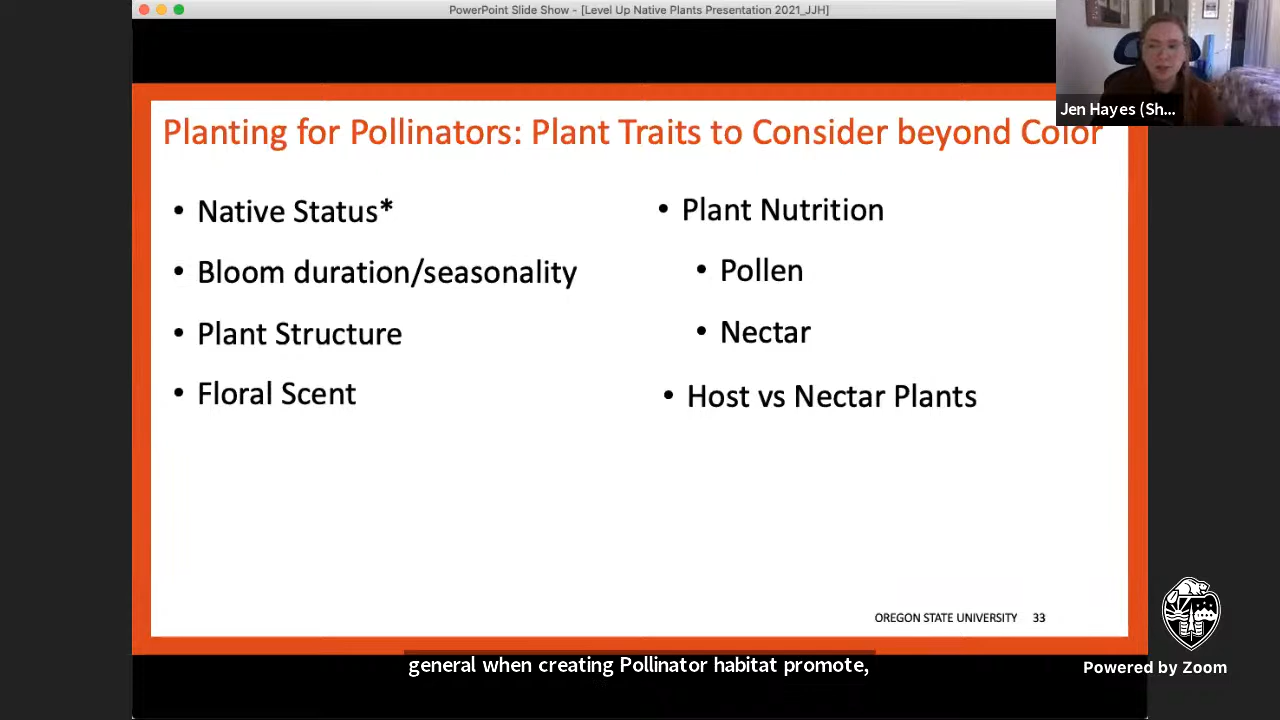 PowerPoint Slide Show - [Level Up Native Plants Presentation 2021_JJH]
Jen Hayes (Sh...
Planting for Pollinators: Plant Traits to Consider beyond Color
• Native Status*
• Bloom duration/seasonality
• Plant Structure
• Floral Scent
• Plant Nutrition
• Pollen
• Nectar
• Host vs Nectar Plants
OREGON STATE UNIVERSITY 33
general when creating Pollinator habitat promote,
Powered by Zoom